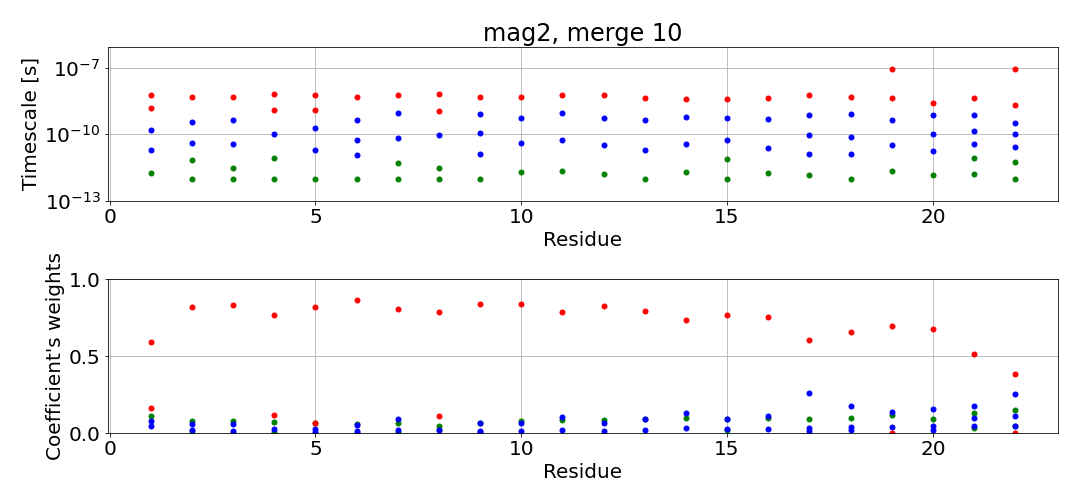 mag2, merge 10
Timescale [s]
10⁻⁷
10⁻¹⁰
10⁻¹³
0 5 10 15 20
Residue
Coefficient's weights
1.0
0.5
0.0
0 5 10 15 20
Residue